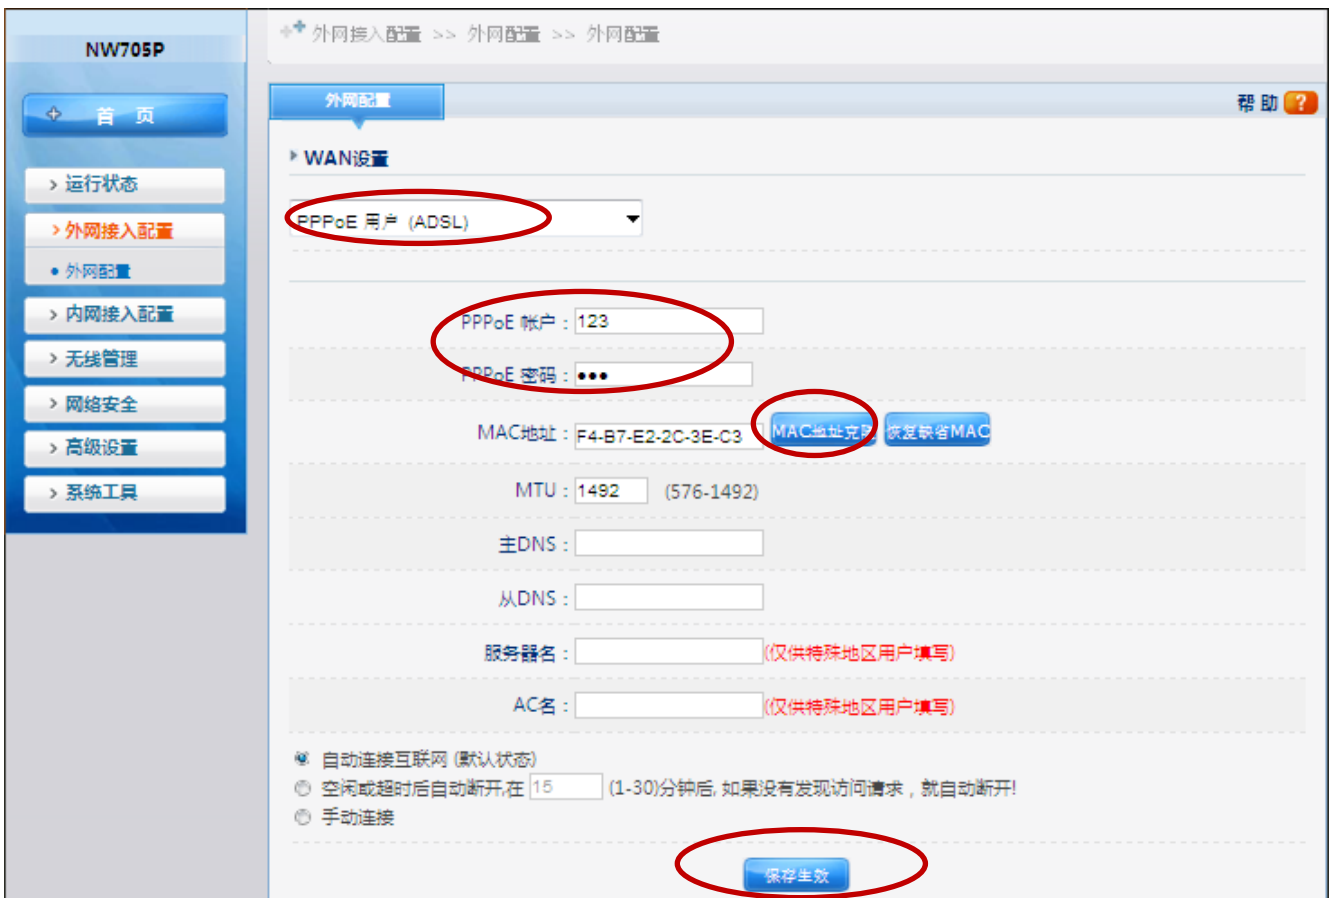 NW705P
外网接入配置 >> 外网配置 >> 外网配置
首 页
外网配置
帮 助 ?
WAN设置
运行状态
外网接入配置
外网配置
内网接入配置
无线管理
网络安全
高级设置
系统工具
PPPoE 用户 (ADSL)
PPPoE 帐户：123
PPPoE 密码：•••
MAC地址：F4-B7-E2-2C-3E-C3 MAC地址克隆 恢复缺省MAC
MTU：1492 (576-1492)
主DNS：
从DNS：
服务器名： (仅供特殊地区用户填写)
AC名： (仅供特殊地区用户填写)
自动连接互联网 (默认状态)
空闲或超时后自动断开,在 15 (1-30)分钟后, 如果没有发现访问请求，就自动断开!
手动连接
保存生效